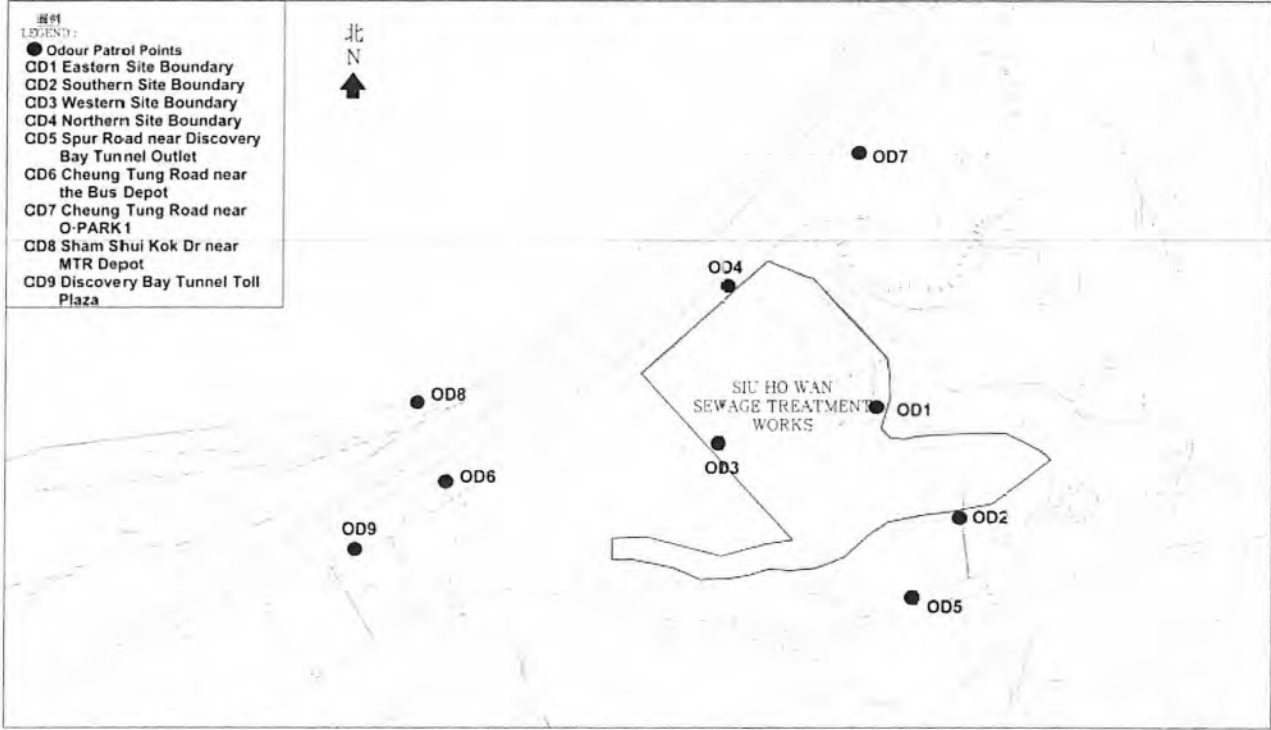 圖例
LEGEND:
Odour Patrol Points
CD1 Eastern Site Boundary
CD2 Southern Site Boundary
CD3 Western Site Boundary
CD4 Northern Site Boundary
CD5 Spur Road near Discovery
Bay Tunnel Outlet
CD6 Cheung Tung Road near
the Bus Depot
CD7 Cheung Tung Road near
O-PARK1
CD8 Sham Shui Kok Dr near
MTR Depot
CD9 Discovery Bay Tunnel Toll
Plaza
北
N
OD7
OD4
SIU HO WAN
SEWAGE TREATMENT
WORKS
OD8
OD1
OD3
OD6
OD2
OD9
OD5